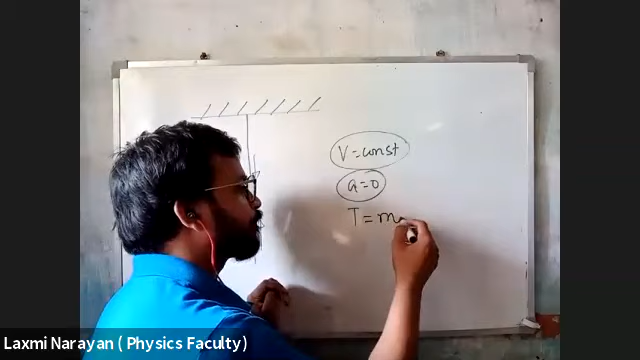 V = const
a = 0
T = m
Laxmi Narayan ( Physics Faculty)